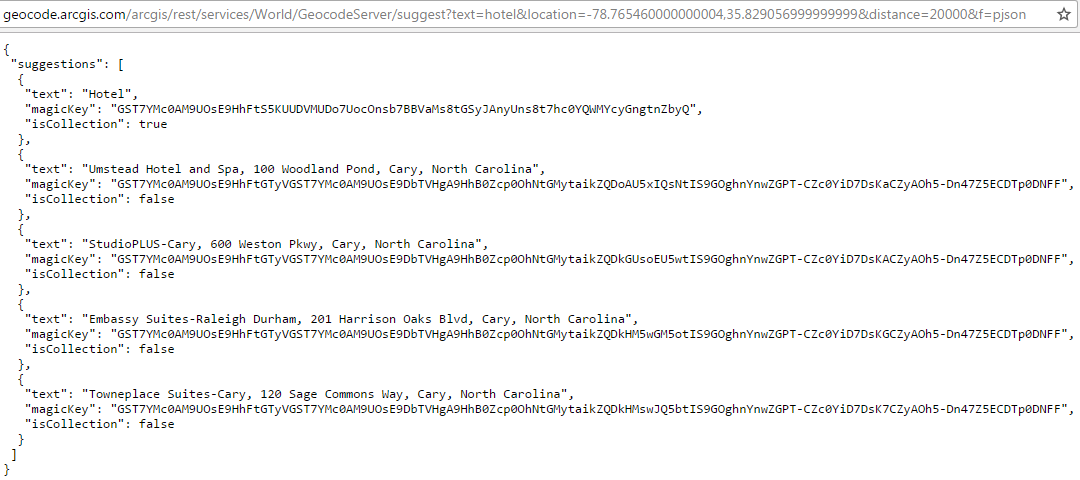 geocode.arcgis.com/arcgis/rest/services/World/GeocodeServer/suggest?text=hotel&location=-78.765460000000004,35.829056999999999&distance=20000&f=pjson
{
"suggestions": [
{
"text": "Hotel",
"magicKey": "GST7YMc0AM9UOsE9HhFtS5KUUDVMUDo7UocOnsb7BBVaMs8tGSyJAnyUns8t7hc0YQWMYcyGngtnZbyQ",
"isCollection": true
},
{
"text": "Umstead Hotel and Spa, 100 Woodland Pond, Cary, North Carolina",
"magicKey": "GST7YMc0AM9UOsE9HhFtGTyVGST7YMc0AM9UOsE9DbTVHgA9HhB0Zcp0OhNtGMytaikZQDoAU5xIQsNtIS9GOghnYnwZGPT-CZc0YiD7DsKaCZyAOh5-Dn47Z5ECDTp0DNFF",
"isCollection": false
},
{
"text": "StudioPLUS-Cary, 600 Weston Pkwy, Cary, North Carolina",
"magicKey": "GST7YMc0AM9UOsE9HhFtGTyVGST7YMc0AM9UOsE9DbTVHgA9HhB0Zcp0OhNtGMytaikZQDkGUsoEU5wtIS9GOghnYnwZGPT-CZc0YiD7DsKACZyAOh5-Dn47Z5ECDTp0DNFF",
"isCollection": false
},
{
"text": "Embassy Suites-Raleigh Durham, 201 Harrison Oaks Blvd, Cary, North Carolina",
"magicKey": "GST7YMc0AM9UOsE9HhFtGTyVGST7YMc0AM9UOsE9DbTVHgA9HhB0Zcp0OhNtGMytaikZQDkHM5wGM5otIS9GOghnYnwZGPT-CZc0YiD7DsKGCZyAOh5-Dn47Z5ECDTp0DNFF",
"isCollection": false
},
{
"text": "Towneplace Suites-Cary, 120 Sage Commons Way, Cary, North Carolina",
"magicKey": "GST7YMc0AM9UOsE9HhFtGTyVGST7YMc0AM9UOsE9DbTVHgA9HhB0Zcp0OhNtGMytaikZQDkHMswJQ5btIS9GOghnYnwZGPT-CZc0YiD7DsK7CZyAOh5-Dn47Z5ECDTp0DNFF",
"isCollection": false
}
]
}